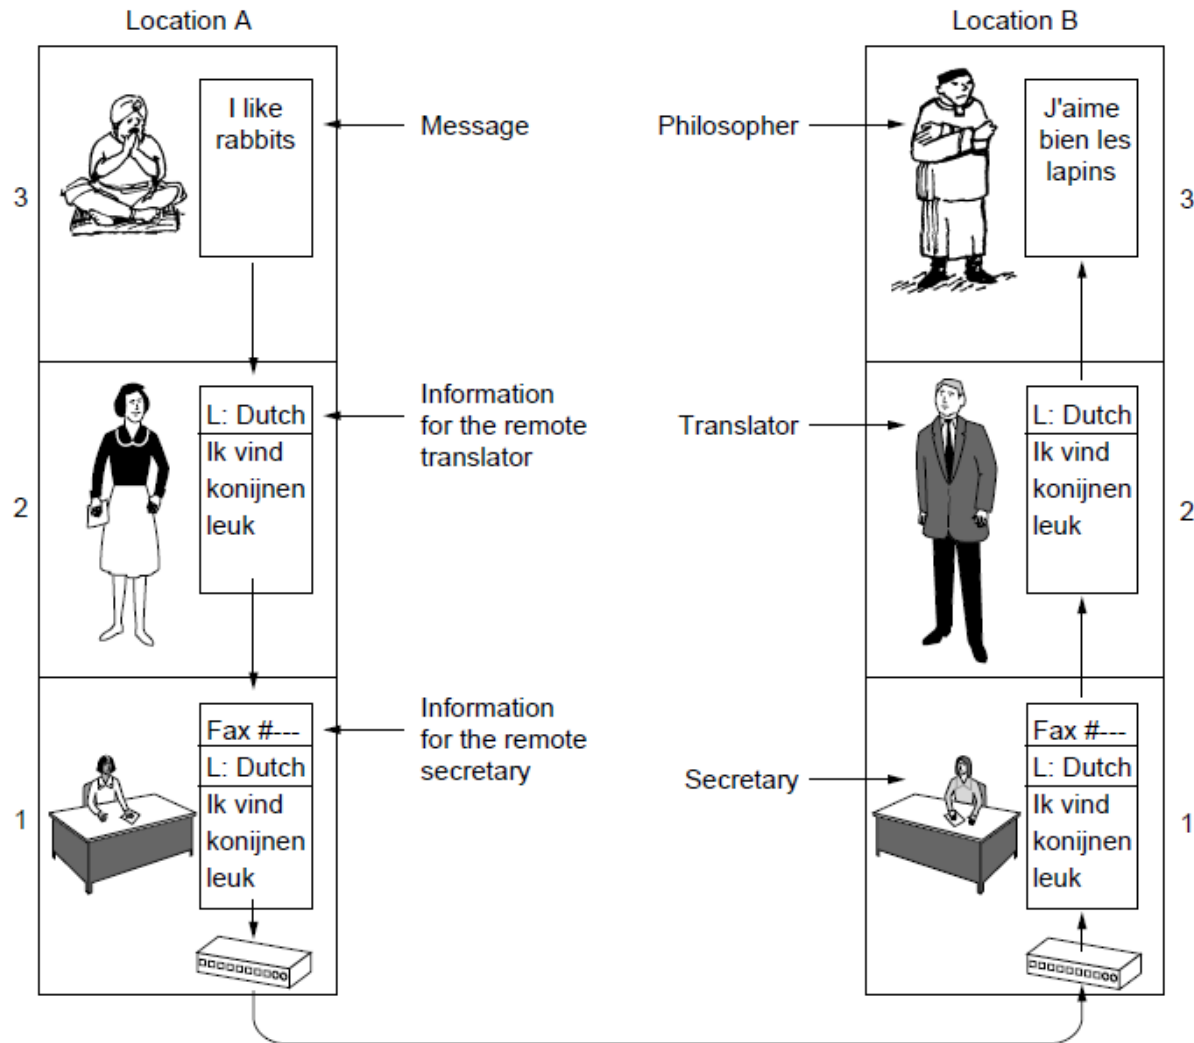 Location A
Location B
I like
rabbits
Message
Philosopher
J'aime
bien les
lapins
3
3
L: Dutch
Ik vind
konijnen
leuk
Information
for the remote
translator
Translator
L: Dutch
Ik vind
konijnen
leuk
2
2
Fax #---
L: Dutch
Ik vind
konijnen
leuk
Information
for the remote
secretary
Secretary
Fax #---
L: Dutch
Ik vind
konijnen
leuk
1
1